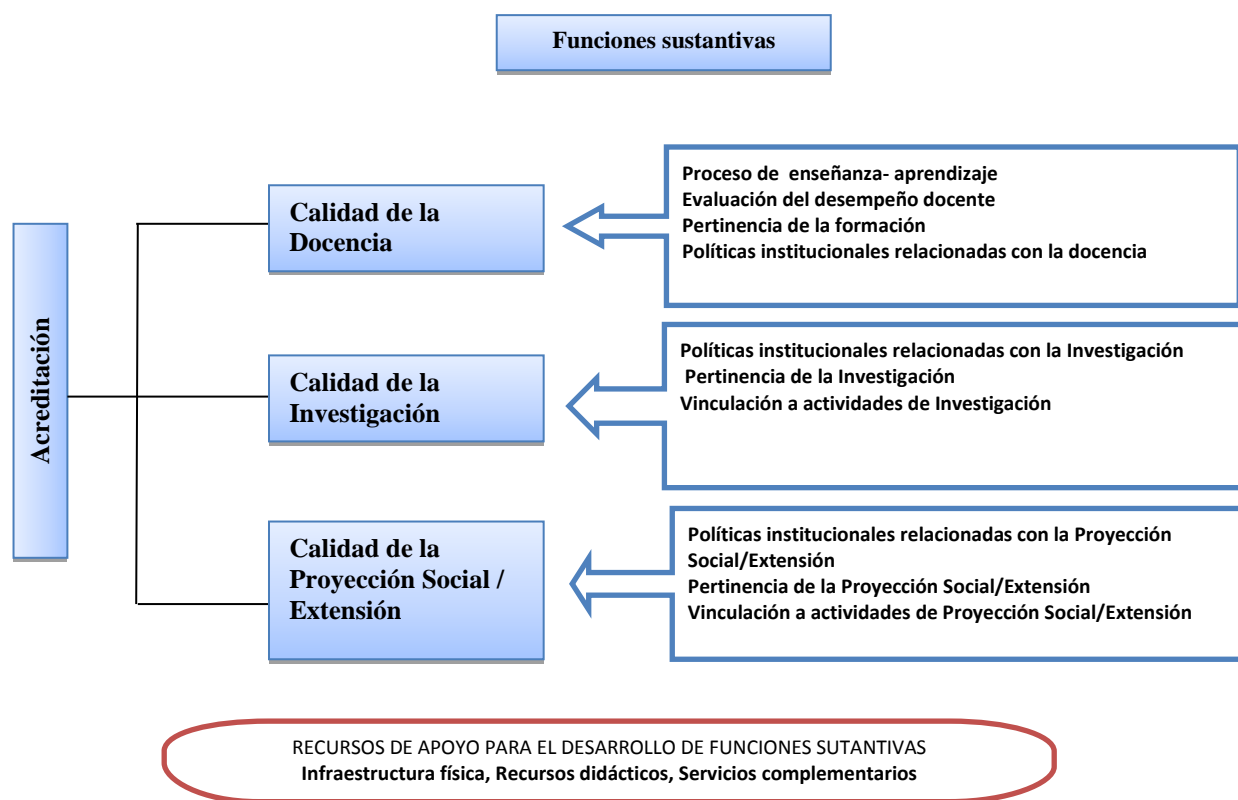 Funciones sustantivas
Acreditación
Calidad de la
Docencia
Proceso de enseñanza- aprendizaje
Evaluación del desempeño docente
Pertinencia de la formación
Políticas institucionales relacionadas con la docencia
Calidad de la
Investigación
Políticas institucionales relacionadas con la Investigación
Pertinencia de la Investigación
Vinculación a actividades de Investigación
Calidad de la
Proyección Social /
Extensión
Políticas institucionales relacionadas con la Proyección
Social/Extensión
Pertinencia de la Proyección Social/Extensión
Vinculación a actividades de Proyección Social/Extensión
RECURSOS DE APOYO PARA EL DESARROLLO DE FUNCIONES SUTANTIVAS
Infraestructura física, Recursos didácticos, Servicios complementarios